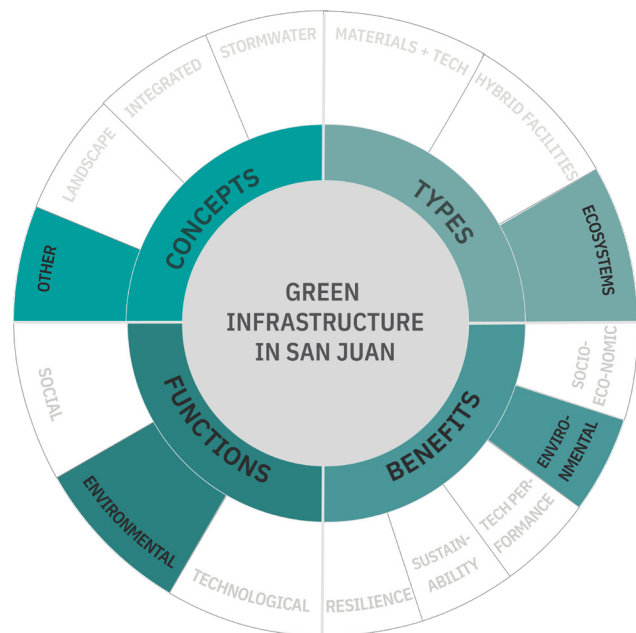 GREEN
INFRASTRUCTURE
IN SAN JUAN
CONCEPTS
OTHER
LANDSCAPE
INTEGRATED
STORMWATER
TYPES
MATERIALS + TECH
HYBRID FACILITIES
ECOSYSTEMS
BENEFITS
SOCIO-
ECO-NOMIC
ENVIRO-
NMENTAL
TECH PER-
FORMANCE
SUSTAIN-
ABILITY
RESILIENCE
FUNCTIONS
TECHNOLOGICAL
ENVIRONMENTAL
SOCIAL